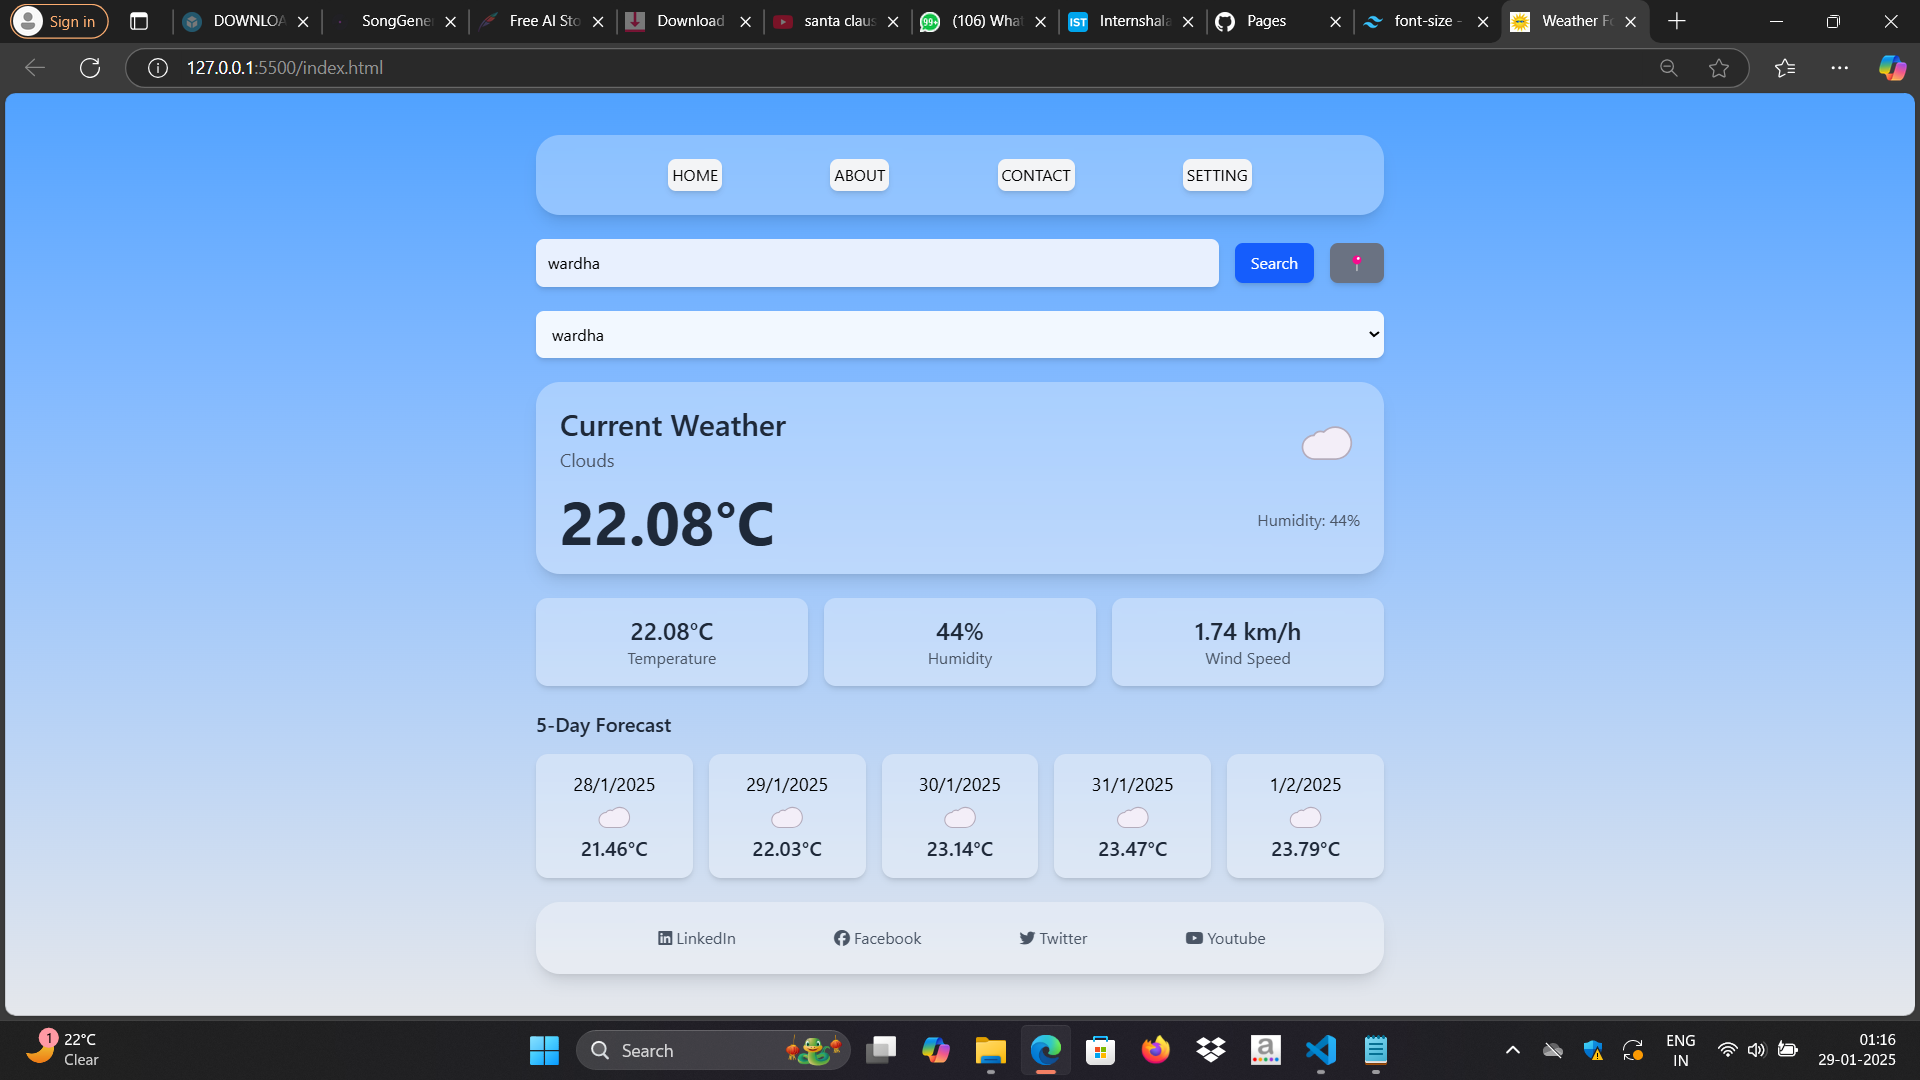 Sign in
DOWNLOA
SongGene
Free AI Sto
Download
santa claus
99+
(106) What
IST
Internshala
Pages
font-size -
Weather Fo
127.0.0.1:5500/index.html
HOME
ABOUT
CONTACT
SETTING
wardha
Search
wardha
Current Weather
Clouds
22.08°C
Humidity: 44%
22.08°C
Temperature
44%
Humidity
1.74 km/h
Wind Speed
5-Day Forecast
28/1/2025
21.46°C
29/1/2025
22.03°C
30/1/2025
23.14°C
31/1/2025
23.47°C
1/2/2025
23.79°C
LinkedIn
Facebook
Twitter
Youtube
1
22°C
Clear
Search
a
ENG
IN
01:16
29-01-2025